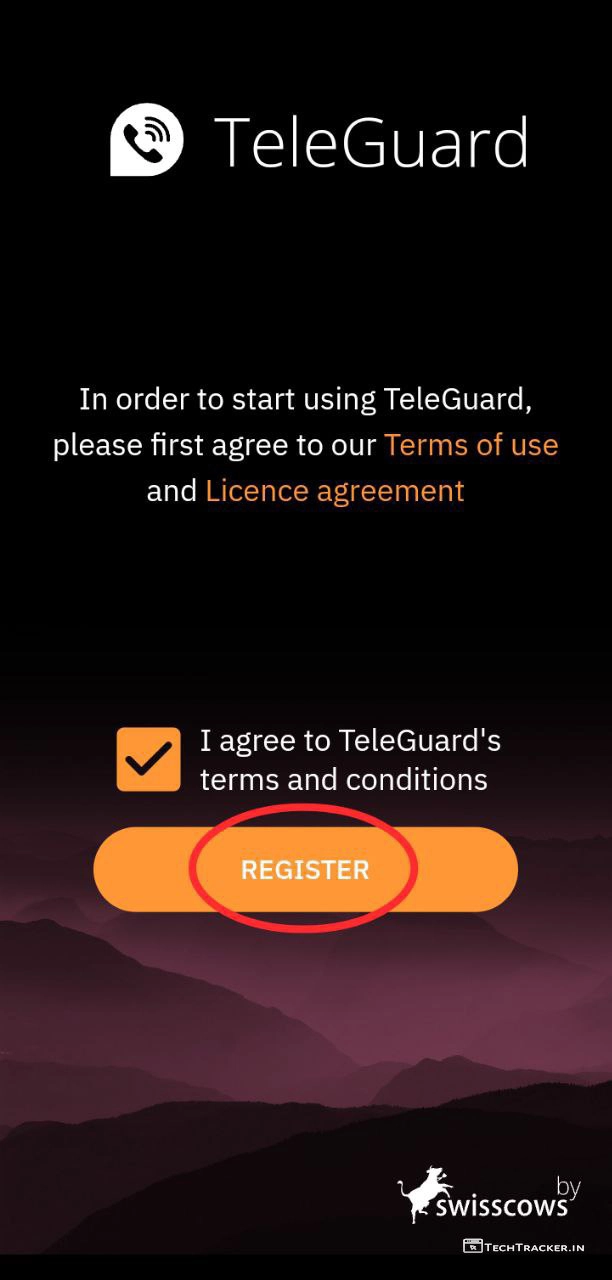 TeleGuard
In order to start using TeleGuard,
please first agree to our Terms of use
and Licence agreement
I agree to TeleGuard's
terms and conditions
REGISTER
by
swisscows
TECHTRACKER.IN